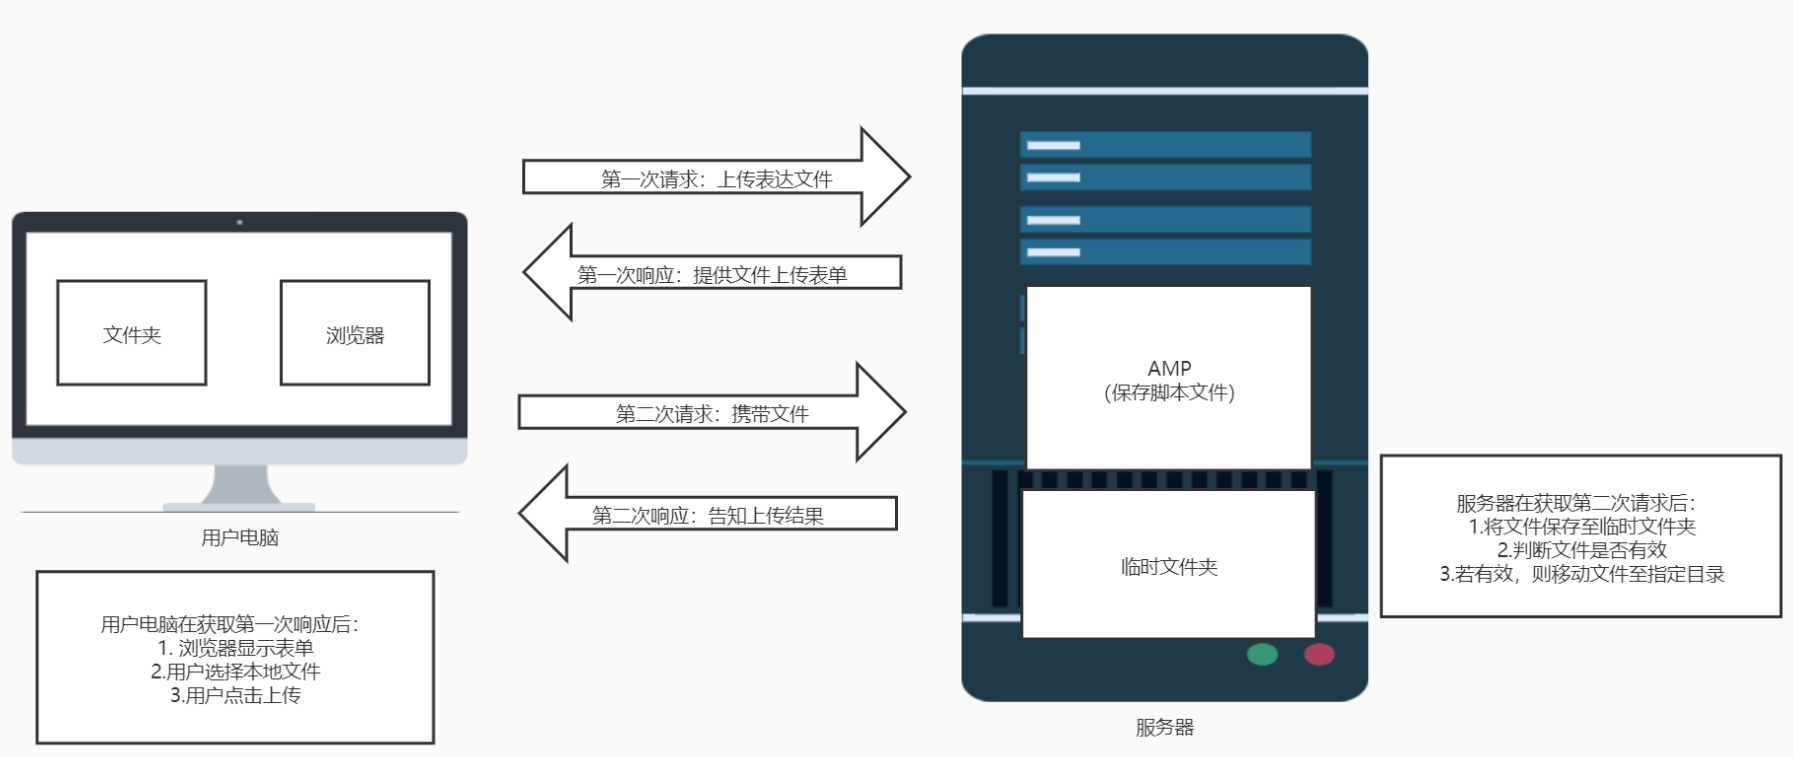 第一次请求：上传表达文件
第一次响应：提供文件上传表单
文件夹
浏览器
AMP
（保存脚本文件）
第二次请求：携带文件
第二次响应：告知上传结果
用户电脑
临时文件夹
服务器在获取第二次请求后：
1.将文件保存至临时文件夹
2.判断文件是否有效
3.若有效，则移动文件至指定目录
用户电脑在获取第一次响应后：
1. 浏览器显示表单
2.用户选择本地文件
3.用户点击上传
服务器